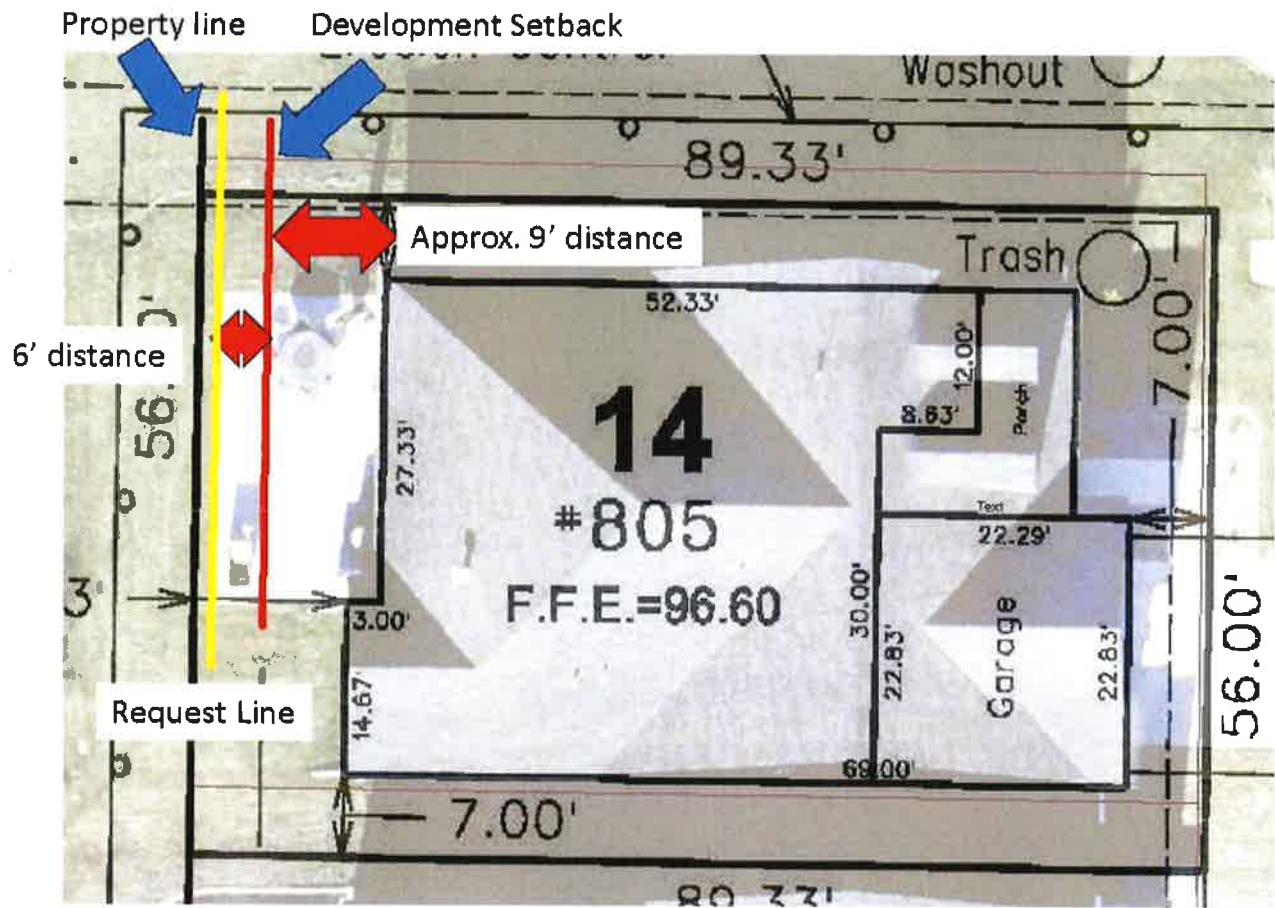 Property line
Development Setback
Washout
89.33'
Approx. 9' distance
Trash
7.00'
52.33'
6' distance
12.00'
8.63'
Porch
14
27.33'
#805
Text
22.29'
F.F.E.=96.60
3.00'
30.00'
22.83'
Garage
22.83'
56.00'
Request Line
14.67'
69.00'
7.00'